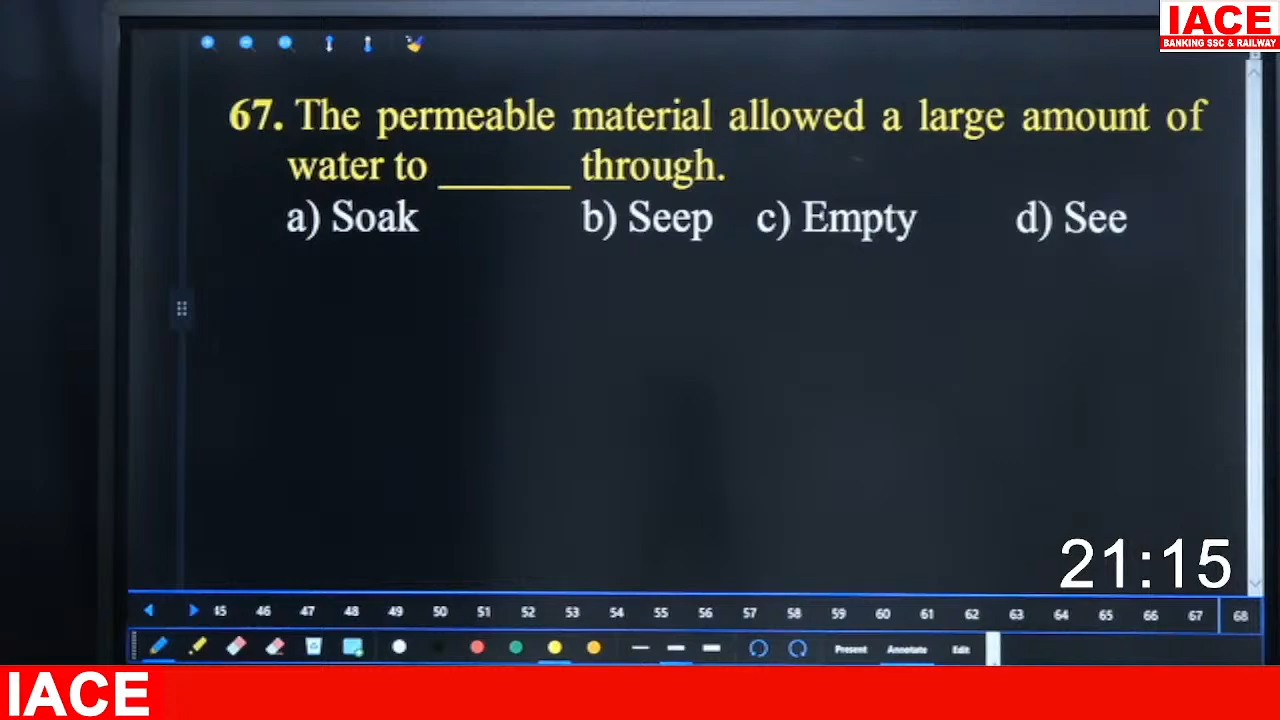 IACE
BANKING SSC & RAILWAY
67. The permeable material allowed a large amount of
water to ______ through.
a) Soak b) Seep c) Empty d) See
21:15
45 46 47 48 49 50 51 52 53 54 55 56 57 58 59 60 61 62 63 64 65 66 67 68
Present Annotate Edit
IACE